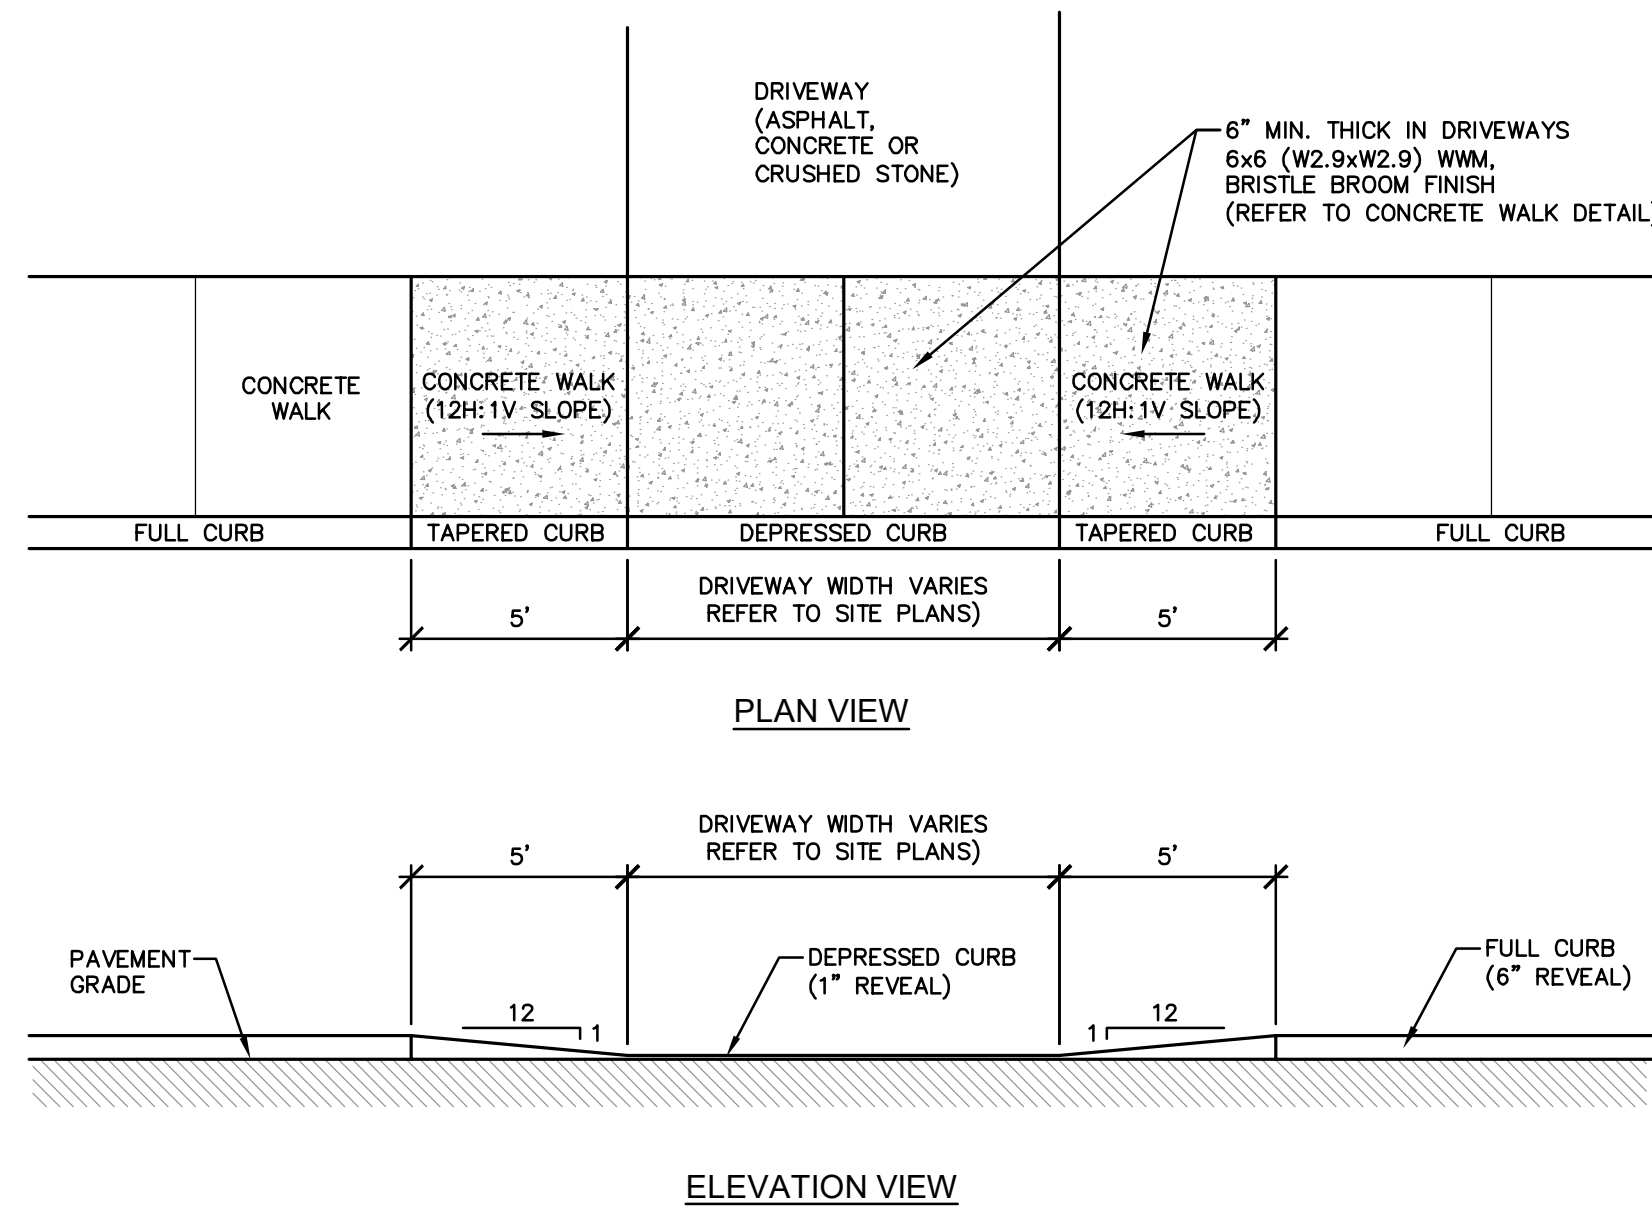 DRIVEWAY
(ASPHALT,
CONCRETE OR
CRUSHED STONE)
6” MIN. THICK IN DRIVEWAYS
6x6 (W2.9xW2.9) WWM,
BRISTLE BROOM FINISH
(REFER TO CONCRETE WALK DETAIL)
CONCRETE
WALK
CONCRETE WALK
(12H:1V SLOPE)
CONCRETE WALK
(12H:1V SLOPE)
FULL CURB
TAPERED CURB
DEPRESSED CURB
TAPERED CURB
FULL CURB
5’
DRIVEWAY WIDTH VARIES
REFER TO SITE PLANS)
5’
PLAN VIEW
5’
DRIVEWAY WIDTH VARIES
REFER TO SITE PLANS)
5’
PAVEMENT
GRADE
12
1
DEPRESSED CURB
(1” REVEAL)
1
12
FULL CURB
(6” REVEAL)
ELEVATION VIEW